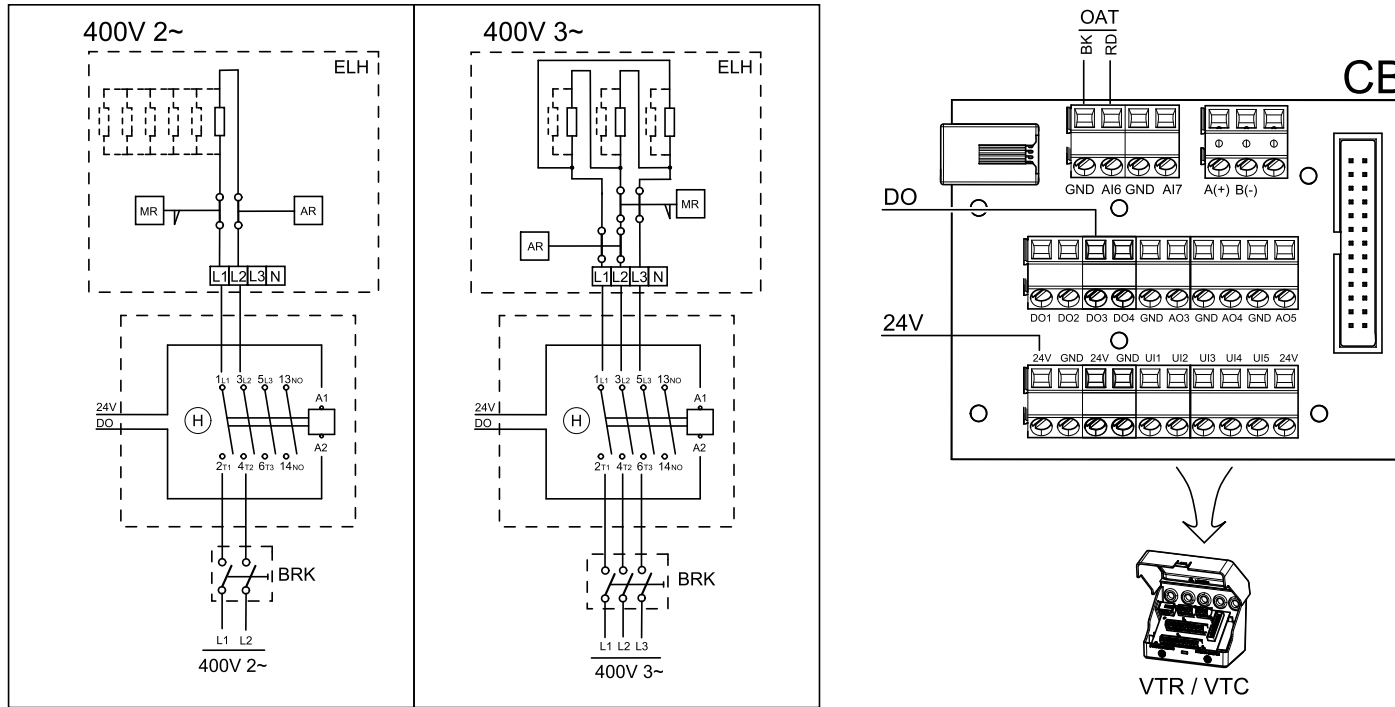 400V 2~
ELH
MR
AR
L1 L2 L3 N
1L1 3L2 5L3 13NO
A1
24V
DO
H
A2
2T1 4T2 6T3 14NO
BRK
L1 L2
400V 2~
400V 3~
ELH
MR
AR
L1 L2 L3 N
1L1 3L2 5L3 13NO
A1
24V
DO
H
A2
2T1 4T2 6T3 14NO
BRK
L1 L2 L3
400V 3~
OAT
BK RD
CB
GND AI6 GND AI7
A(+) B(-)
DO
DO1 DO2 DO3 DO4 GND AO3 GND AO4 GND AO5
24V
24V GND 24V GND UI1 UI2 UI3 UI4 UI5 24V
VTR / VTC